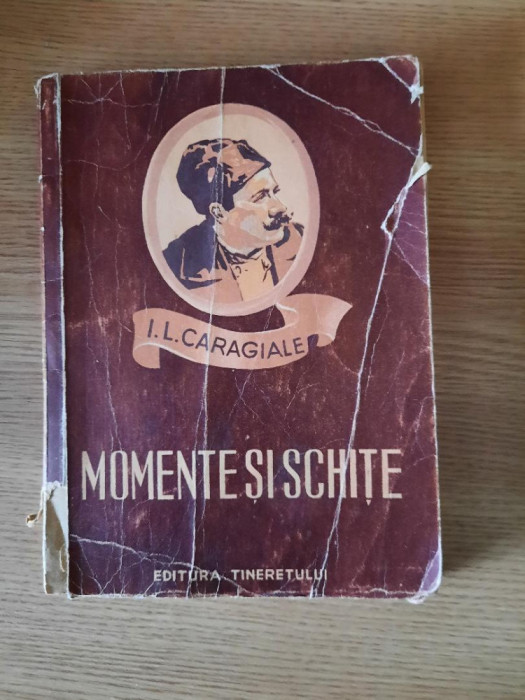 I.L.CARAGIALE
MOMENTE ȘI SCHIȚE
EDITURA TINERETULUI